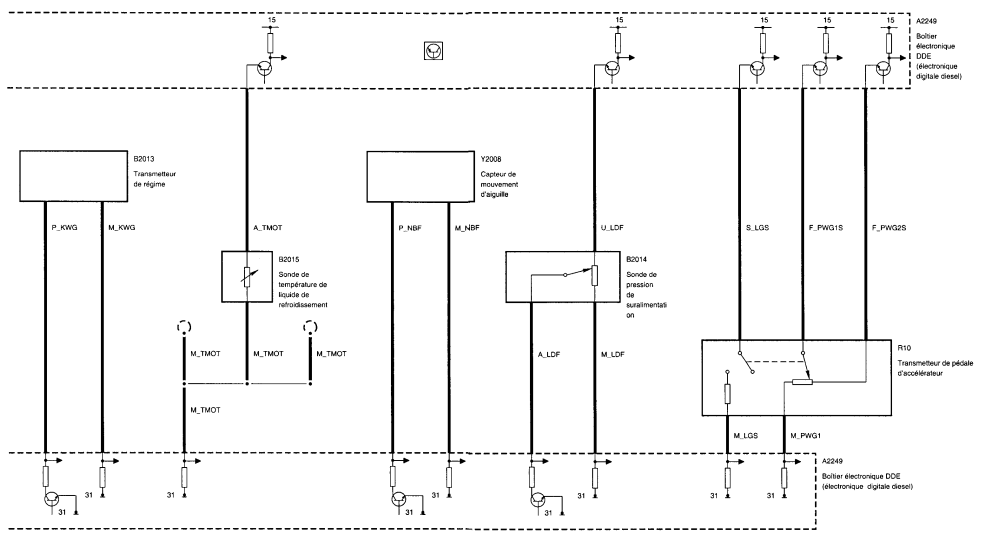 15
15
15
15
15
A2249
Boîtier
électronique
DDE
(électronique
digitale diesel)
B2013
Transmetteur
de régime
Y2008
Capteur de
mouvement
d'aiguille
P_KWG
M_KWG
A_TMOT
P_NBF
M_NBF
U_LDF
S_LGS
F_PWG1S
F_PWG2S
B2015
Sonde de
température de
liquide de
refroidissement
B2014
Sonde de
pression
de
suralimentati
on
M_TMOT
M_TMOT
M_TMOT
A_LDF
M_LDF
R10
Transmetteur de pédale
d'accélérateur
M_TMOT
M_LGS
M_PWG1
A2249
Boîtier électronique DDE
(électronique digitale diesel)
31
31
31
31
31
31
31
31
31
31